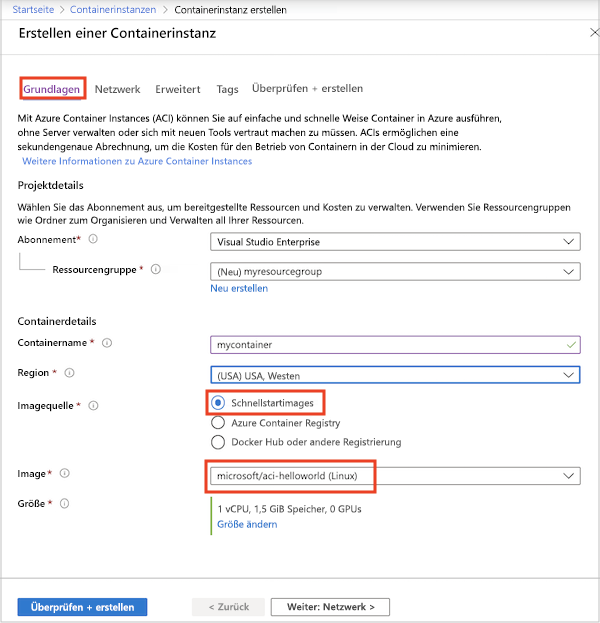 Startseite > Containerinstanzen > Containerinstanz erstellen
Erstellen einer Containerinstanz
Grundlagen Netzwerk Erweitert Tags Überprüfen + erstellen
Mit Azure Container Instances (ACI) können Sie auf einfache und schnelle Weise Container in Azure ausführen,
ohne Server verwalten oder sich mit neuen Tools vertraut machen zu müssen. ACIs ermöglichen eine
sekundengenaue Abrechnung, um die Kosten für den Betrieb von Containern in der Cloud zu minimieren.
Weitere Informationen zu Azure Container Instances
Projektdetails
Wählen Sie das Abonnement aus, um bereitgestellte Ressourcen und Kosten zu verwalten. Verwenden Sie Ressourcengruppen
wie Ordner zum Organisieren und Verwalten all Ihrer Ressourcen.
Abonnement* Visual Studio Enterprise
Ressourcengruppe * (Neu) myresourcegroup
Neu erstellen
Containerdetails
Containername * mycontainer
Region * (USA) USA, Westen
Imagequelle * Schnellstartimages
Azure Container Registry
Docker Hub oder andere Registrierung
Image* microsoft/aci-helloworld (Linux)
Größe * 1 vCPU, 1,5 GiB Speicher, 0 GPUs
Größe ändern
Überprüfen + erstellen < Zurück Weiter: Netzwerk >